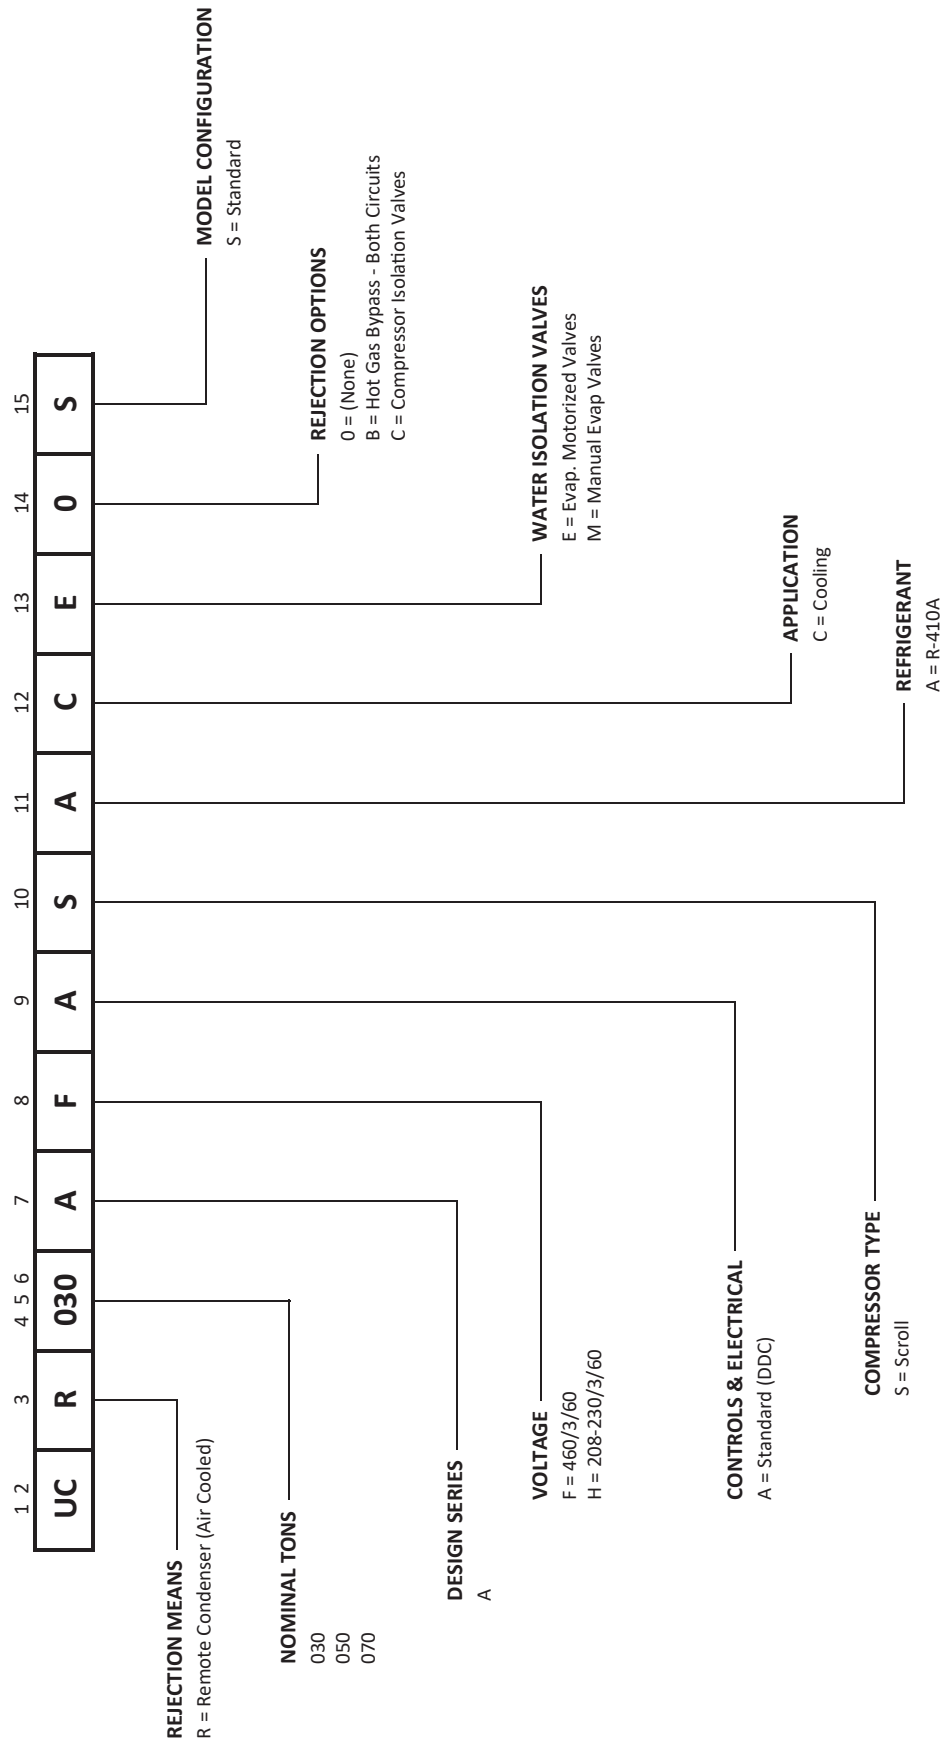 1 2 3 4 5 6 7 8 9 10 11 12 13 14 15
UC R 030 A F A S A C E 0 S
REJECTION MEANS
R = Remote Condenser (Air Cooled)
NOMINAL TONS
030
050
070
DESIGN SERIES
A
VOLTAGE
F = 460/3/60
H = 208-230/3/60
CONTROLS & ELECTRICAL
A = Standard (DDC)
COMPRESSOR TYPE
S = Scroll
REFRIGERANT
A = R-410A
APPLICATION
C = Cooling
WATER ISOLATION VALVES
E = Evap. Motorized Valves
M = Manual Evap Valves
REJECTION OPTIONS
0 = (None)
B = Hot Gas Bypass - Both Circuits
C = Compressor Isolation Valves
MODEL CONFIGURATION
S = Standard